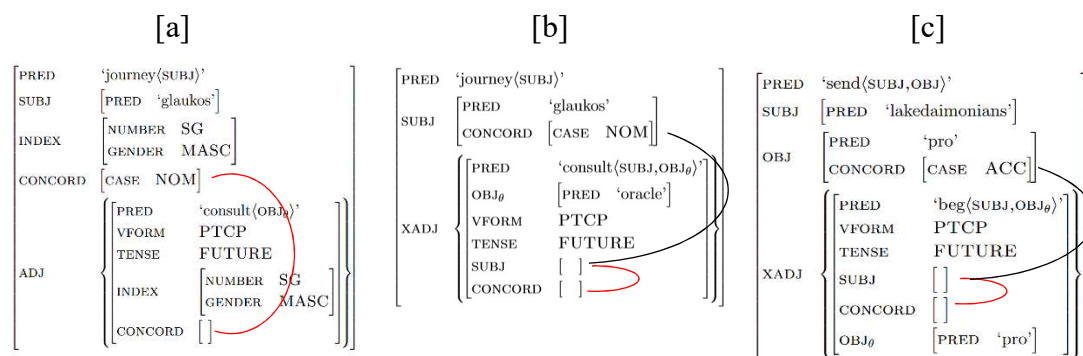 [a]
PRED ‘journey⟨SUBJ⟩’
SUBJ [PRED ‘glaukos’]
INDEX [NUMBER SG
GENDER MASC]
CONCORD [CASE NOM]
ADJ
PRED ‘consult⟨OBJθ⟩’
VFORM PTCP
TENSE FUTURE
INDEX [NUMBER SG
GENDER MASC]
CONCORD [ ]
[b]
PRED ‘journey⟨SUBJ⟩’
SUBJ [PRED ‘glaukos’
CONCORD [CASE NOM]]
XADJ
PRED ‘consult⟨SUBJ,OBJθ⟩’
OBJθ [PRED ‘oracle’]
VFORM PTCP
TENSE FUTURE
SUBJ [ ]
CONCORD [ ]
[c]
PRED ‘send⟨SUBJ,OBJ⟩’
SUBJ [PRED ‘lakedaimonians’]
OBJ [PRED ‘pro’
CONCORD [CASE ACC]]
XADJ
PRED ‘beg⟨SUBJ,OBJθ⟩’
VFORM PTCP
TENSE FUTURE
SUBJ [ ]
CONCORD [ ]
OBJθ [PRED ‘pro’]